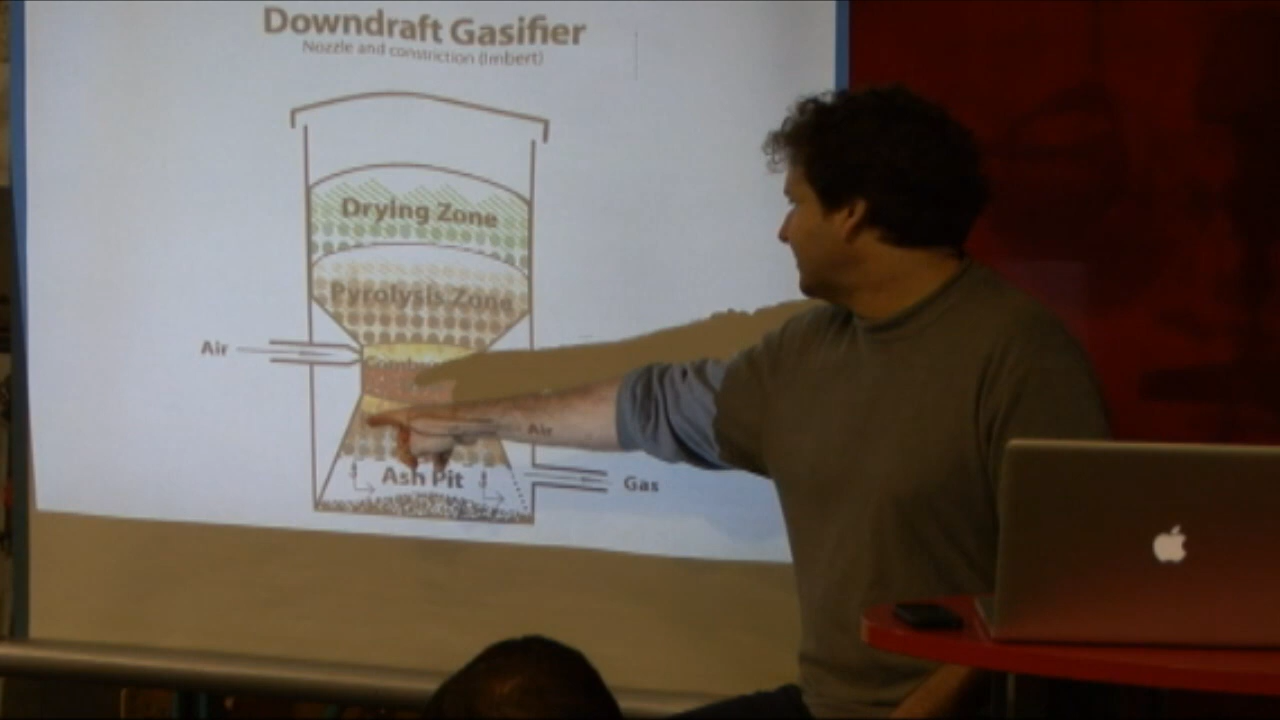 Downdraft Gasifier
Nozzle and constriction (Imbert)
Drying Zone
Pyrolysis Zone
Air
Air
Ash Pit
Gas